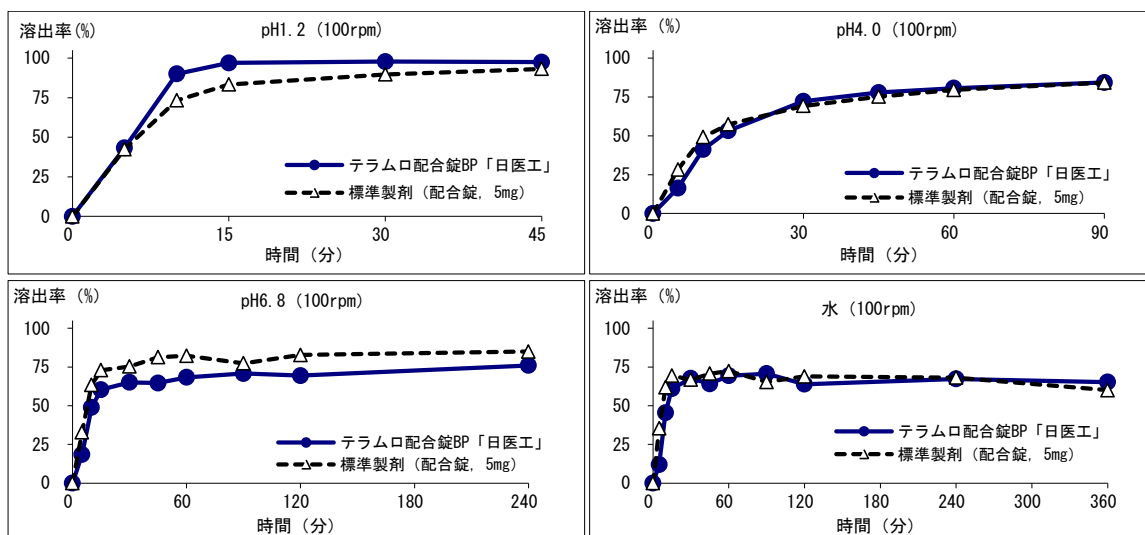 溶出率(%)
pH1.2 (100rpm)
100
75
50
25
0
テラムロ配合錠BP「日医工」
標準製剤(配合錠, 5mg)
0
15
30
45
時間(分)
溶出率 (%)
pH4.0 (100rpm)
100
75
50
25
0
テラムロ配合錠BP「日医工」
標準製剤(配合錠, 5mg)
0
30
60
90
時間(分)
溶出率 (%)
pH6.8 (100rpm)
100
75
50
25
0
テラムロ配合錠BP「日医工」
標準製剤(配合錠, 5mg)
0
60
120
180
240
時間(分)
溶出率 (%)
水 (100rpm)
100
75
50
25
0
テラムロ配合錠BP「日医工」
標準製剤(配合錠, 5mg)
0
60
120
180
240
300
360
時間(分)